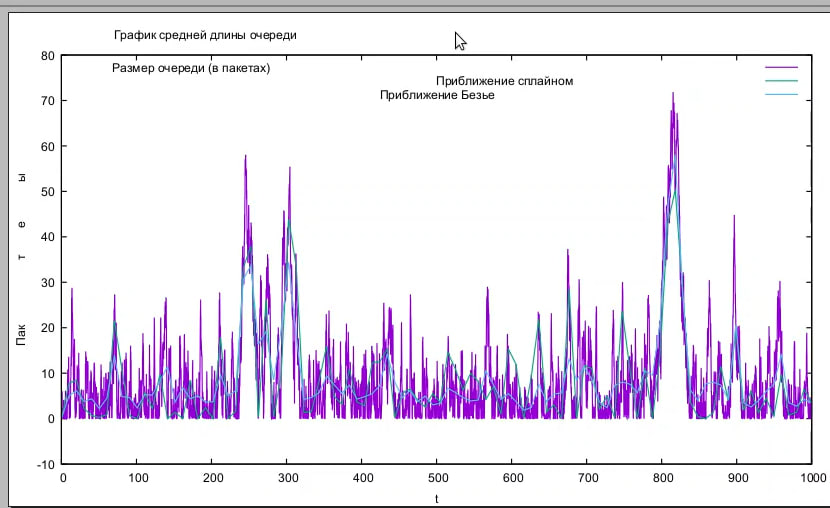 График средней длины очереди
80
Размер очереди (в пакетах)
Приближение сплайном
Приближение Безье
70
60
50
40
30
20
10
0
-10
Пак т е ы
0 100 200 300 400 500 600 700 800 900 1000
t